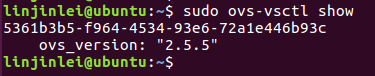 linjinlei@ubuntu:~$ sudo ovs-vsctl show
5361b3b5-f964-4534-93e6-72a1e446b93c
    ovs_version: "2.5.5"
linjinlei@ubuntu:~$